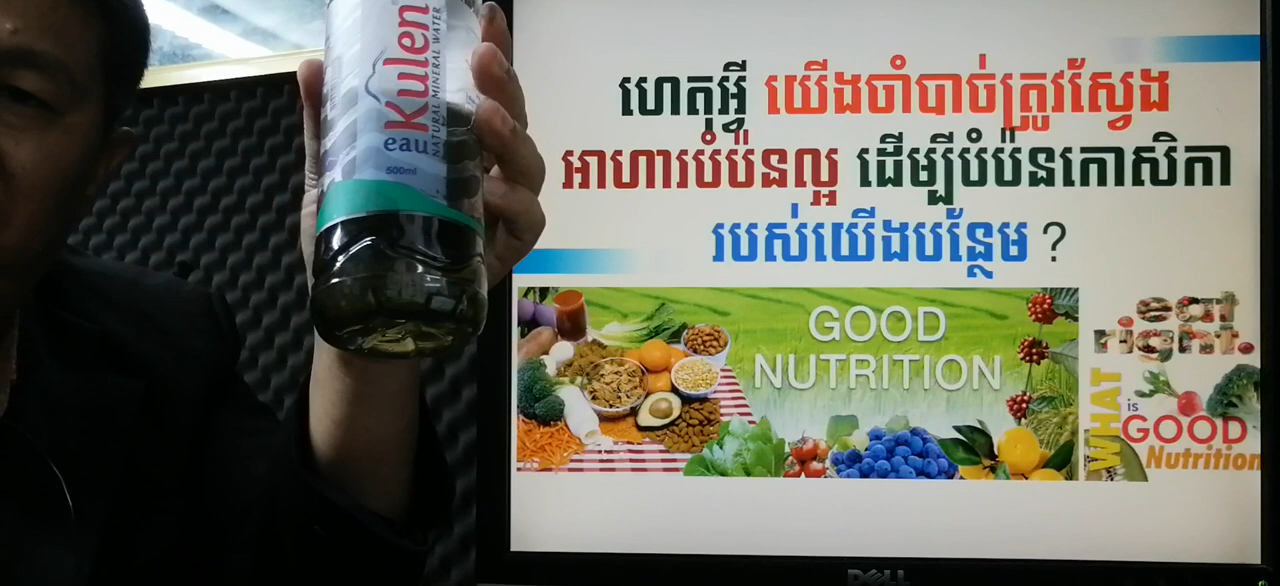 eau Kulen
NATURAL MINERAL WATER
500ml
ហេតុអ្វី យើងចាំបាច់ត្រូវស្វែង
អាហារបំប៉នល្អ ដើម្បីបំប៉នកោសិកា
របស់យើងបន្ថែម ?
GOOD
NUTRITION
eat
right.
WHAT
is
GOOD
Nutrition
DELL